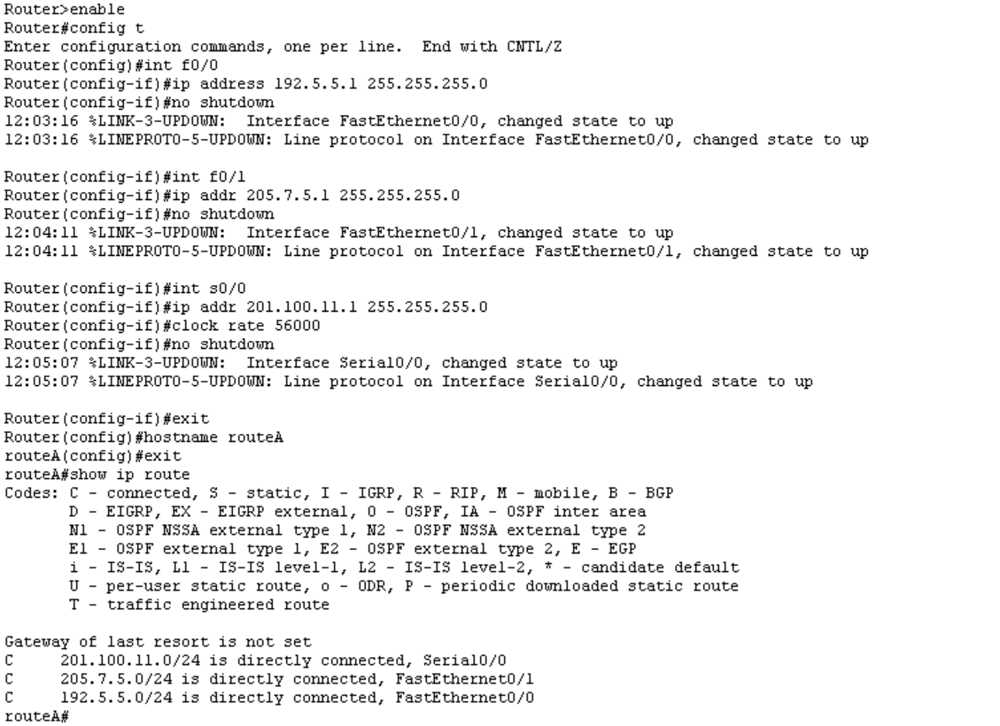 Router>enable
Router#config t
Enter configuration commands, one per line.  End with CNTL/Z
Router(config)#int f0/0
Router(config-if)#ip address 192.5.5.1 255.255.255.0
Router(config-if)#no shutdown
12:03:16 %LINK-3-UPDOWN:  Interface FastEthernet0/0, changed state to up
12:03:16 %LINEPROTO-5-UPDOWN: Line protocol on Interface FastEthernet0/0, changed state to up
Router(config-if)#int f0/1
Router(config-if)#ip addr 205.7.5.1 255.255.255.0
Router(config-if)#no shutdown
12:04:11 %LINK-3-UPDOWN:  Interface FastEthernet0/1, changed state to up
12:04:11 %LINEPROTO-5-UPDOWN: Line protocol on Interface FastEthernet0/1, changed state to up
Router(config-if)#int s0/0
Router(config-if)#ip addr 201.100.11.1 255.255.255.0
Router(config-if)#clock rate 56000
Router(config-if)#no shutdown
12:05:07 %LINK-3-UPDOWN:  Interface Serial0/0, changed state to up
12:05:07 %LINEPROTO-5-UPDOWN: Line protocol on Interface Serial0/0, changed state to up
Router(config-if)#exit
Router(config)#hostname routeA
routeA(config)#exit
routeA#show ip route
Codes: C - connected, S - static, I - IGRP, R - RIP, M - mobile, B - BGP
D - EIGRP, EX - EIGRP external, O - OSPF, IA - OSPF inter area
N1 - OSPF NSSA external type 1, N2 - OSPF NSSA external type 2
E1 - OSPF external type 1, E2 - OSPF external type 2, E - EGP
i - IS-IS, L1 - IS-IS level-1, L2 - IS-IS level-2, * - candidate default
U - per-user static route, o - ODR, P - periodic downloaded static route
T - traffic engineered route
Gateway of last resort is not set
C     201.100.11.0/24 is directly connected, Serial0/0
C     205.7.5.0/24 is directly connected, FastEthernet0/1
C     192.5.5.0/24 is directly connected, FastEthernet0/0
routeA#